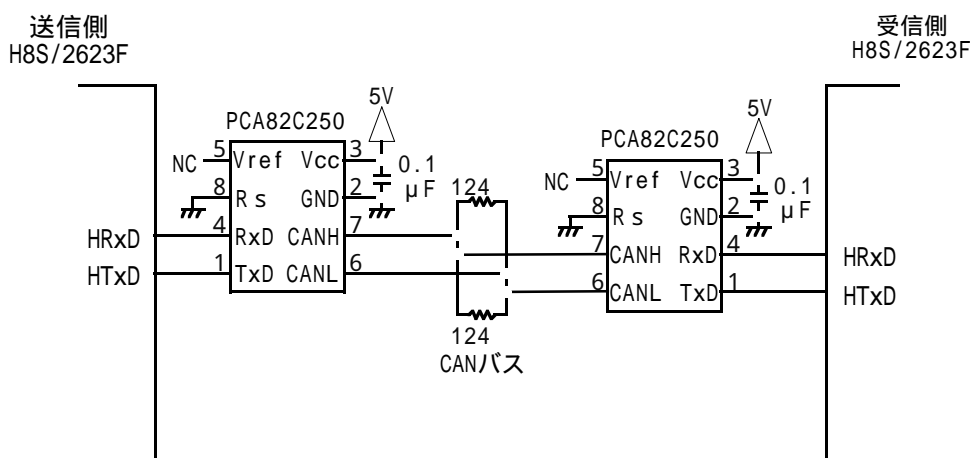 送信側
H8S/2623F
受信側
H8S/2623F
5V
PCA82C250
5 Vref Vcc 3
NC
0.1
μF
8 Rs GND 2
124
HRxD
4 RxD CANH 7
HTxD
1 TxD CANL 6
124
CANバス
5V
PCA82C250
NC
5 Vref Vcc 3
0.1
μF
8 Rs GND 2
7 CANH RxD 4
HRxD
6 CANL TxD 1
HTxD